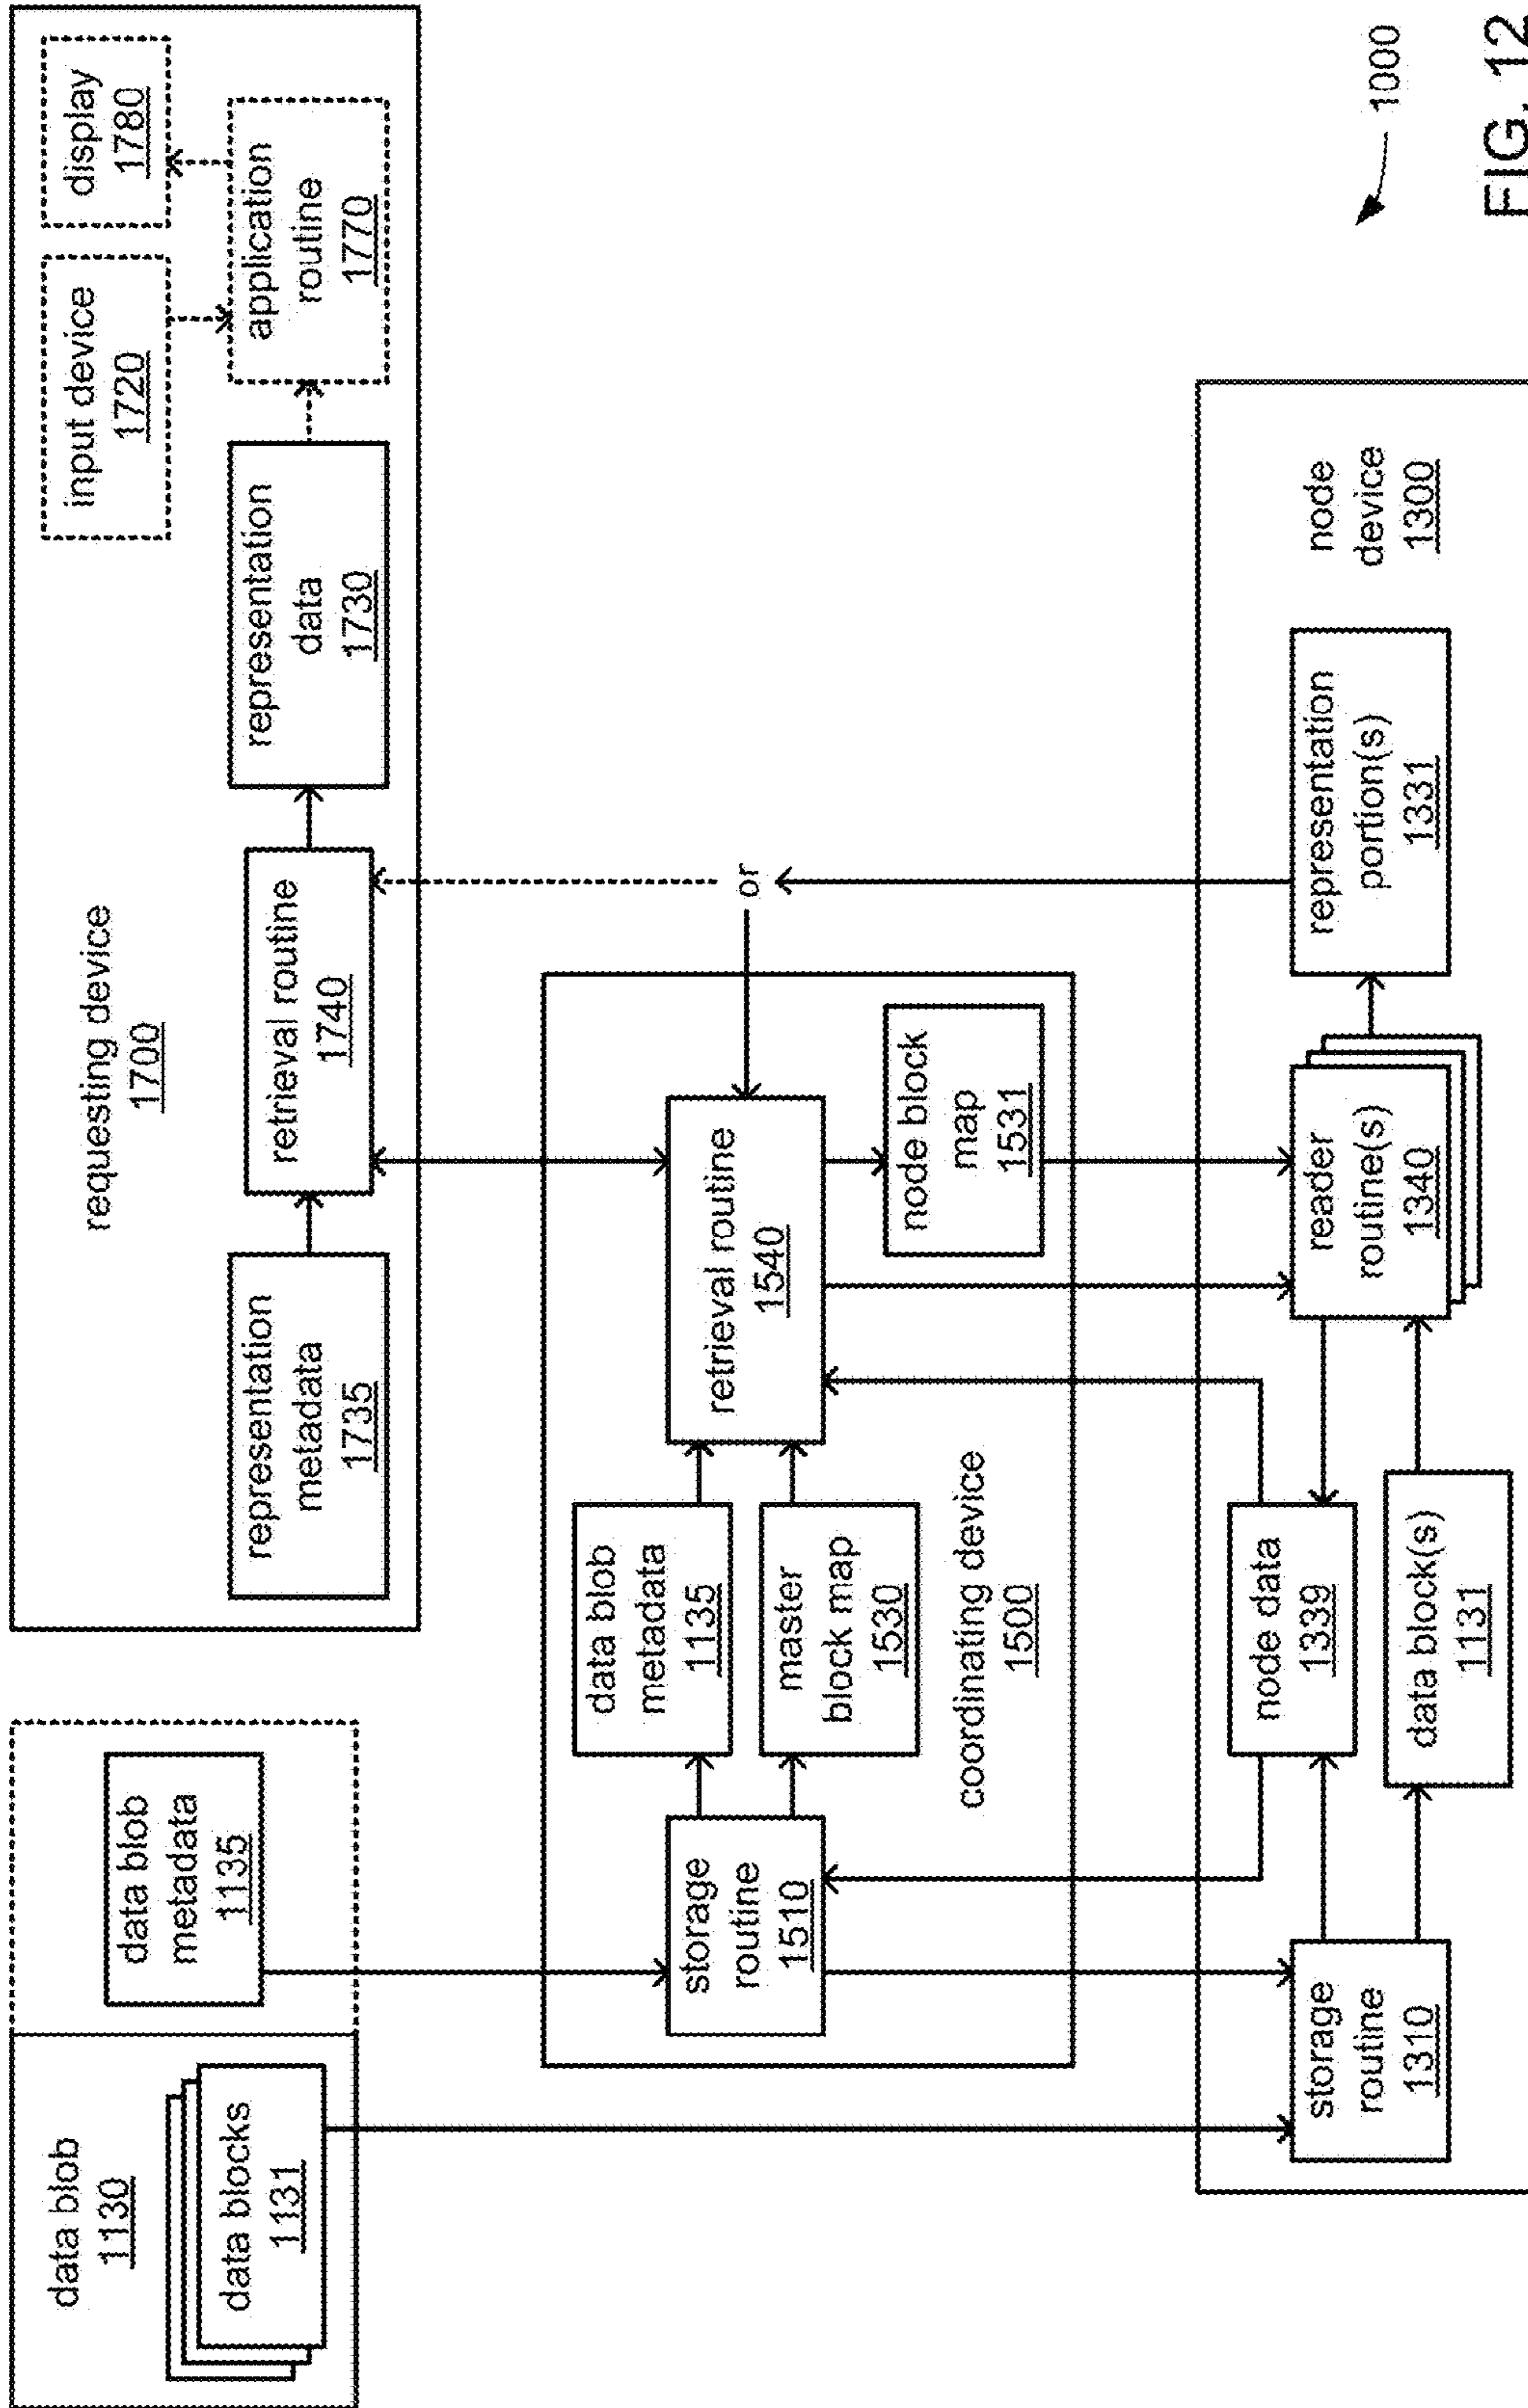 data blob
1130
data blocks
1131
data blob
metadata
1135
requesting device
1700
representation
metadata
1735
retrieval routine
1740
representation
data
1730
input device
1720
display
1780
application
routine
1770
storage
routine
1510
data blob
metadata
1135
master
block map
1530
coordinating device
1500
retrieval routine
1540
node block
map
1531
or
storage
routine
1310
node data
1339
data block(s)
1131
reader
routine(s)
1340
representation
portion(s)
1331
node
device
1300
1000
FIG. 12